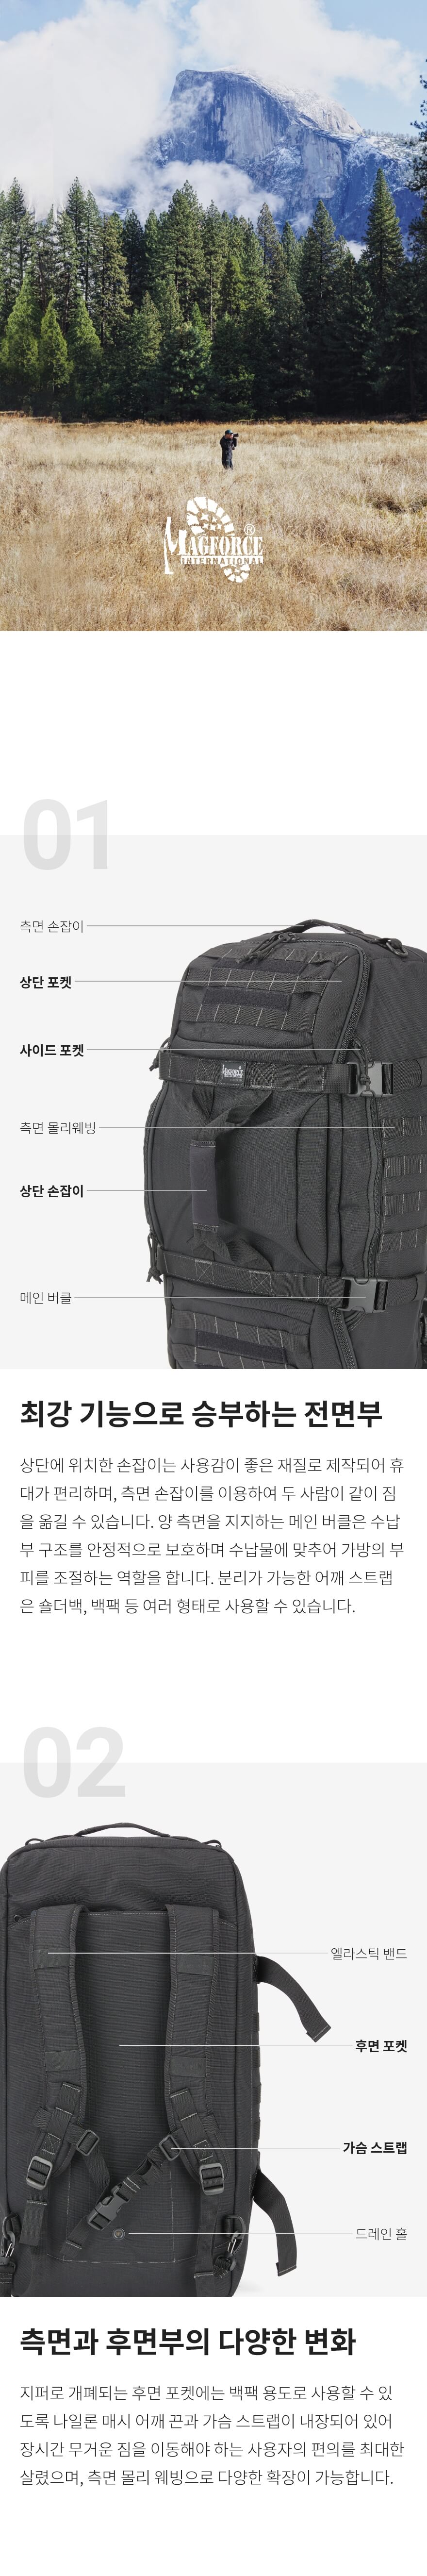 MAGFORCE®
INTERNATIONAL
01
측면 손잡이
상단 포켓
사이드 포켓
MAGFORCE
측면 몰리웨빙
상단 손잡이
메인 버클
최강 기능으로 승부하는 전면부
상단에 위치한 손잡이는 사용감이 좋은 재질로 제작되어 휴
대가 편리하며, 측면 손잡이를 이용하여 두 사람이 같이 짐
을 옮길 수 있습니다. 양 측면을 지지하는 메인 버클은 수납
부 구조를 안정적으로 보호하며 수납물에 맞추어 가방의 부
피를 조절하는 역할을 합니다. 분리가 가능한 어깨 스트랩
은 숄더백, 백팩 등 여러 형태로 사용할 수 있습니다.
02
엘라스틱 밴드
후면 포켓
가슴 스트랩
드레인 홀
측면과 후면부의 다양한 변화
지퍼로 개폐되는 후면 포켓에는 백팩 용도로 사용할 수 있
도록 나일론 매시 어깨 끈과 가슴 스트랩이 내장되어 있어
장시간 무거운 짐을 이동해야 하는 사용자의 편의를 최대한
살렸으며, 측면 몰리 웨빙으로 다양한 확장이 가능합니다.